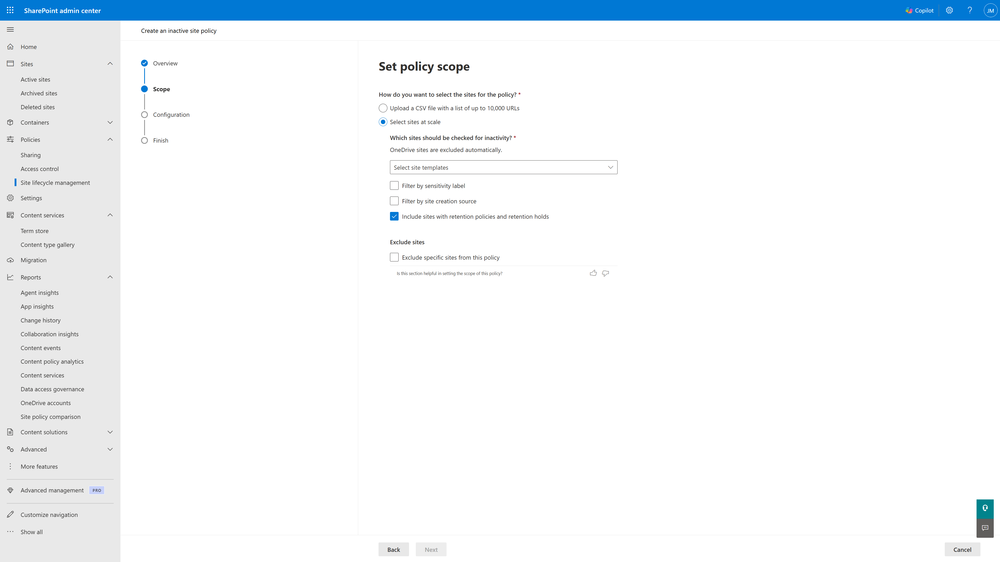 SharePoint admin center
Copilot
JM
Home
Sites
Active sites
Archived sites
Deleted sites
Containers
Policies
Sharing
Access control
Site lifecycle management
Settings
Content services
Term store
Content type gallery
Migration
Reports
Agent insights
App insights
Change history
Collaboration insights
Content events
Content policy analytics
Content services
Data access governance
OneDrive accounts
Site policy comparison
Content solutions
Advanced
More features
Advanced management PRO
Customize navigation
Show all
Create an inactive site policy
Overview
Scope
Configuration
Finish
Set policy scope
How do you want to select the sites for the policy? *
Upload a CSV file with a list of up to 10,000 URLs
Select sites at scale
Which sites should be checked for inactivity? *
OneDrive sites are excluded automatically.
Select site templates
Filter by sensitivity label
Filter by site creation source
Include sites with retention policies and retention holds
Exclude sites
Exclude specific sites from this policy
Is this section helpful in setting the scope of this policy?
Back
Next
Cancel